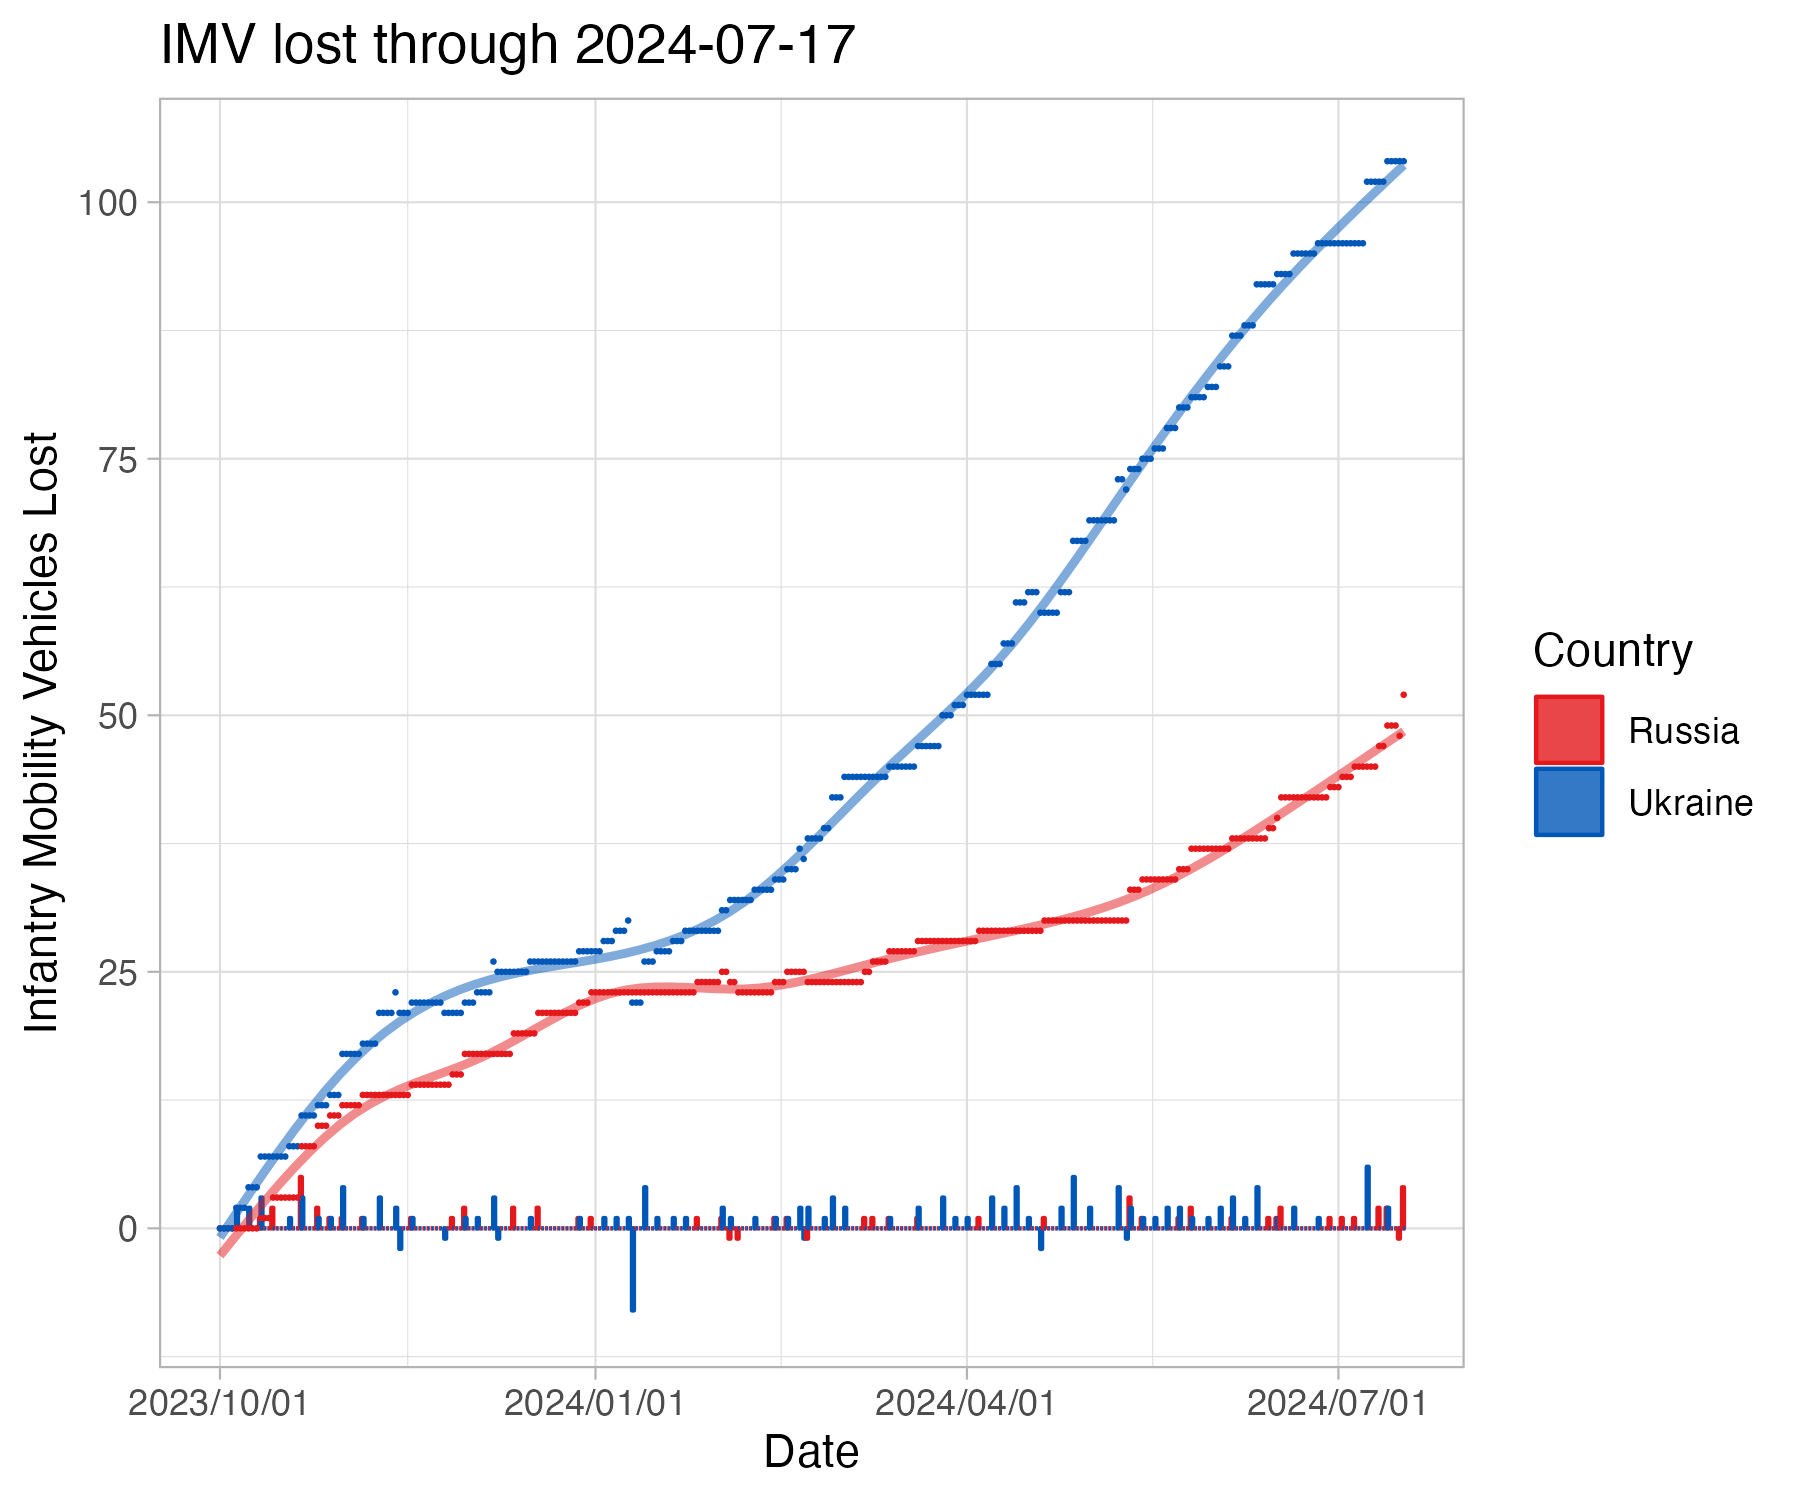 IMV lost through 2024-07-17
Infantry Mobility Vehicles Lost
100
75
50
25
0
2023/10/01
2024/01/01
2024/04/01
2024/07/01
Date
Country
Russia
Ukraine